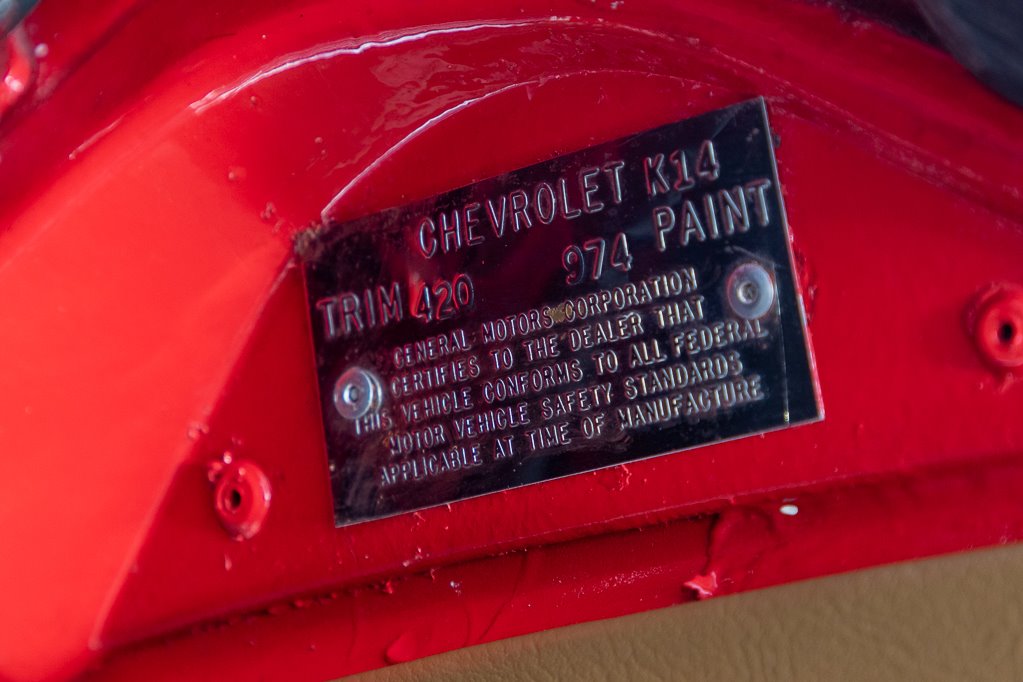 CHEVROLET K14
TRIM 420 974 PAINT
GENERAL MOTORS CORPORATION
CERTIFIES TO THE DEALER THAT
THIS VEHICLE CONFORMS TO ALL FEDERAL
MOTOR VEHICLE SAFETY STANDARDS
APPLICABLE AT TIME OF MANUFACTURE